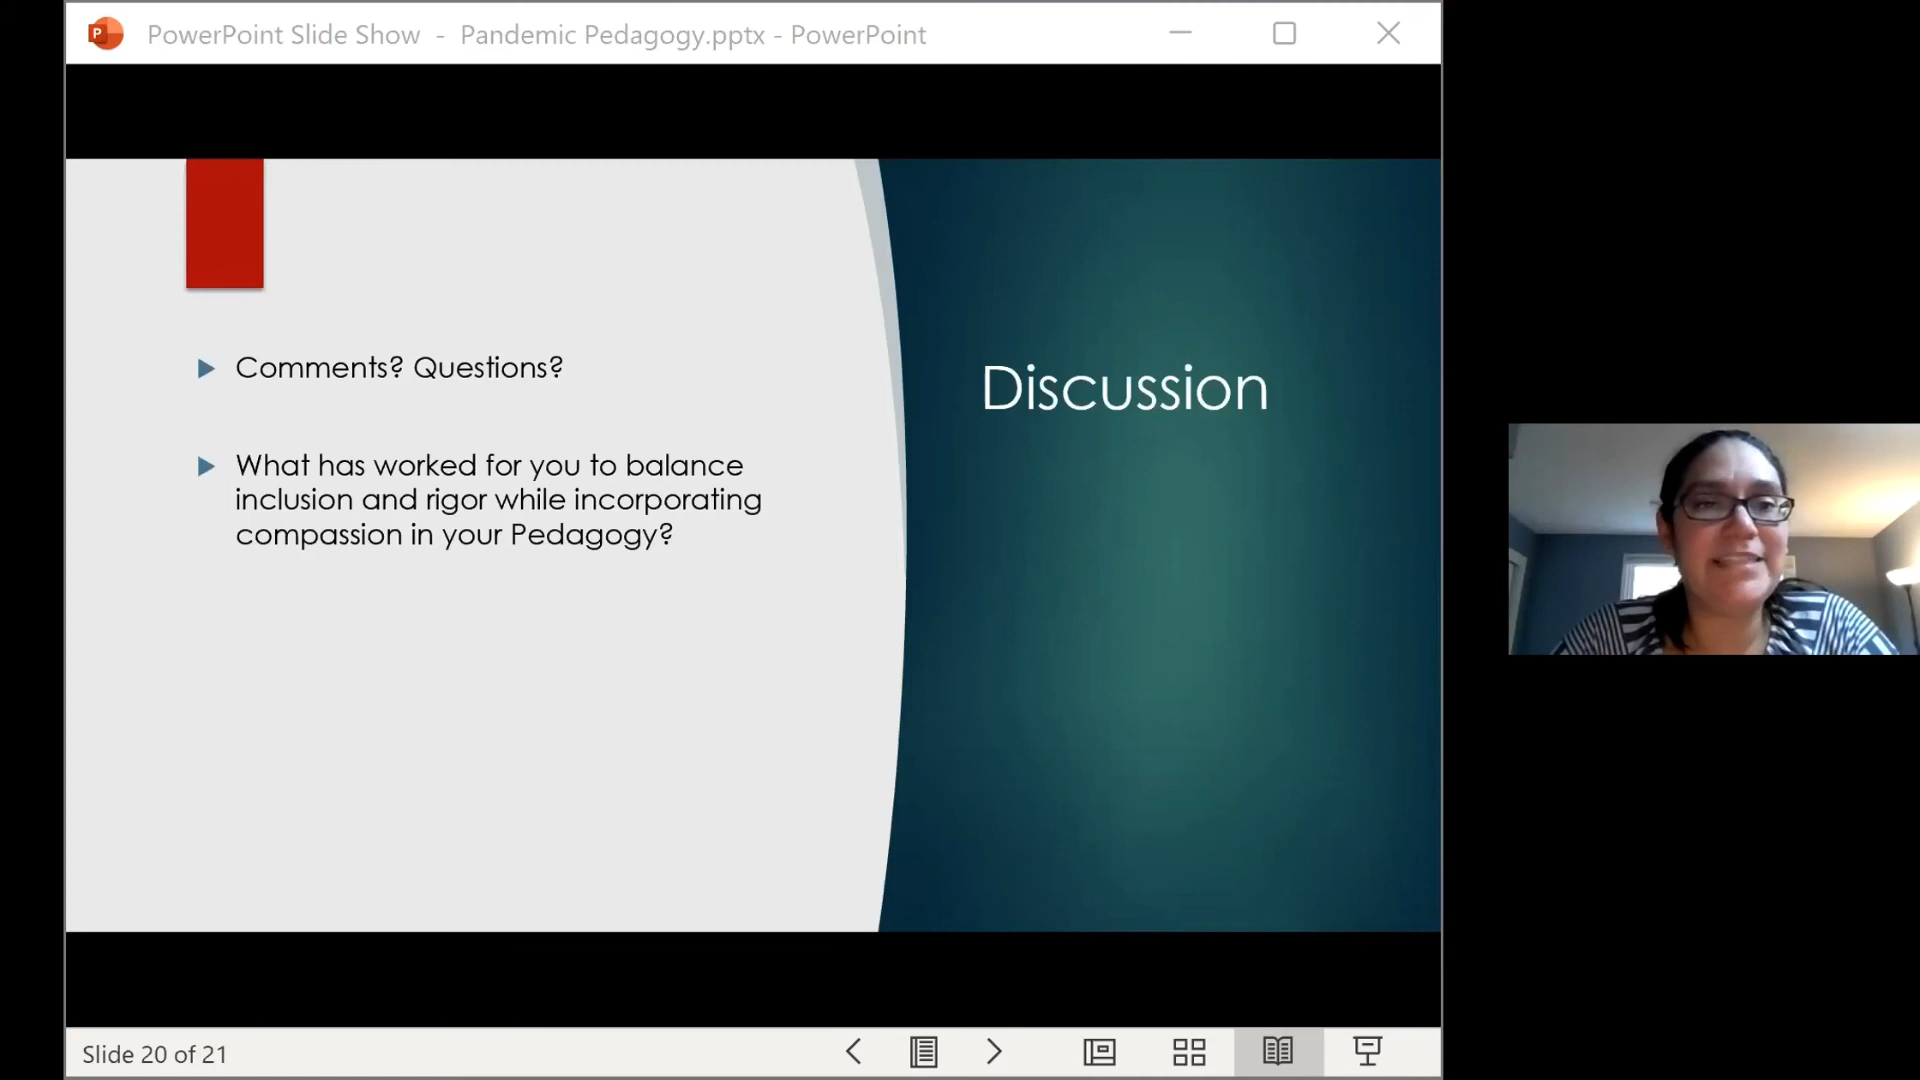 PowerPoint Slide Show - Pandemic Pedagogy.pptx - PowerPoint
Comments? Questions?
What has worked for you to balance
inclusion and rigor while incorporating
compassion in your Pedagogy?
Discussion
Slide 20 of 21